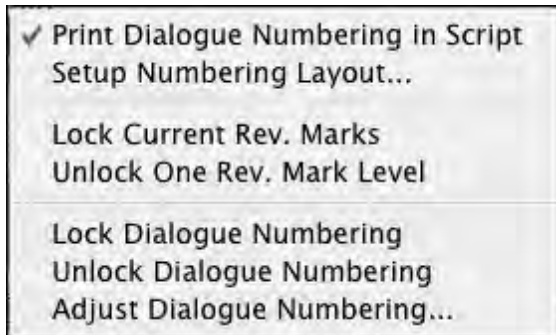 ✓ Print Dialogue Numbering in Script
Setup Numbering Layout...
Lock Current Rev. Marks
Unlock One Rev. Mark Level
Lock Dialogue Numbering
Unlock Dialogue Numbering
Adjust Dialogue Numbering...